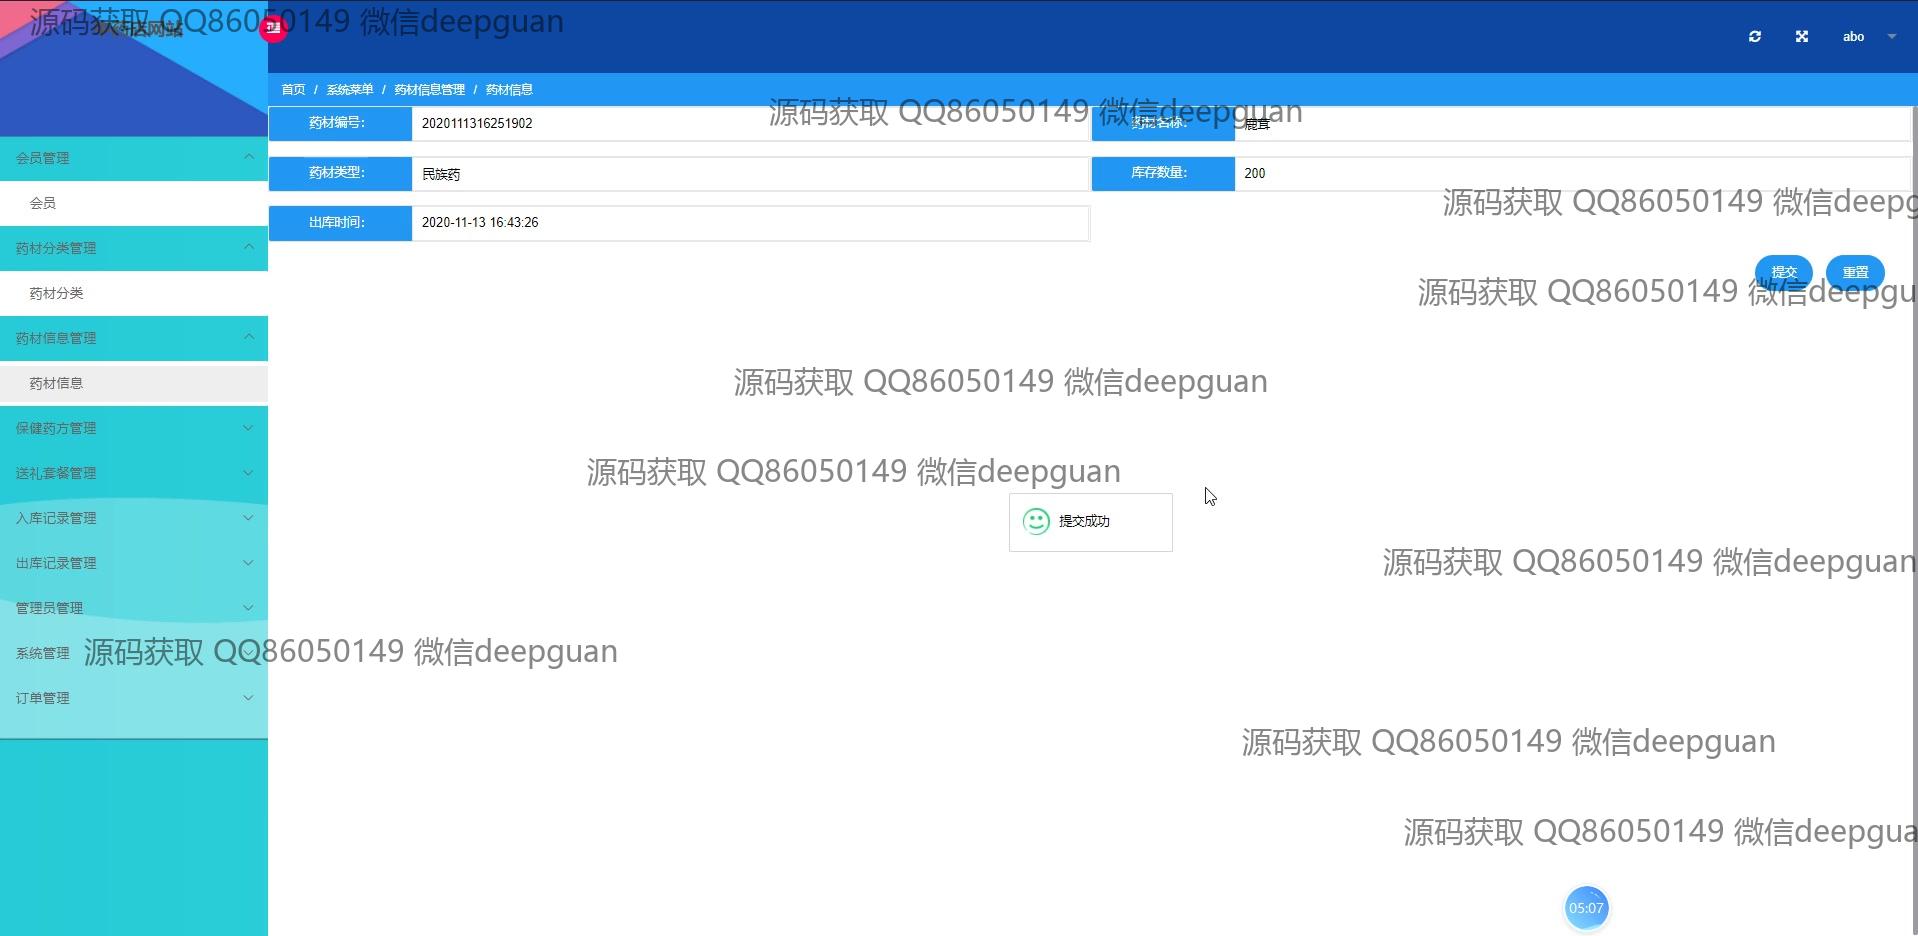 源码获取 QQ86050149 微信deepguan
药店网站
abo
首页 / 系统菜单 / 药材信息管理 / 药材信息
源码获取 QQ86050149 微信deepguan
药材编号: 2020111316251902 药材名称: 鹿茸
会员管理
药材类型: 民族药 库存数量: 200
会员
源码获取 QQ86050149 微信deepg
出库时间: 2020-11-13 16:43:26
药材分类管理
提交 重置
药材分类
源码获取 QQ86050149 微信deepgu
药材信息管理
药材信息
源码获取 QQ86050149 微信deepguan
保健药方管理
送礼套餐管理
源码获取 QQ86050149 微信deepguan
入库记录管理
提交成功
出库记录管理
源码获取 QQ86050149 微信deepguan
管理员管理
系统管理
源码获取 QQ86050149 微信deepguan
订单管理
源码获取 QQ86050149 微信deepguan
源码获取 QQ86050149 微信deepgua
05:07